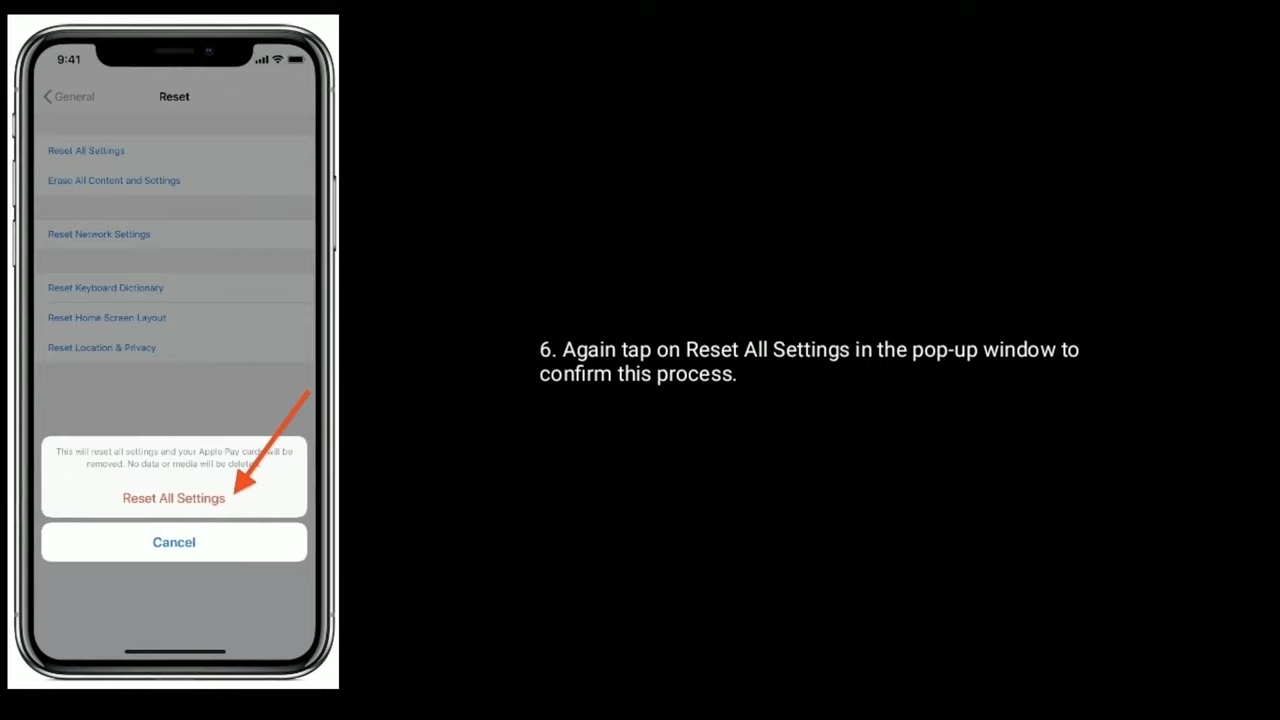 9:41
General
Reset
Reset All Settings
Erase All Content and Settings
Reset Network Settings
Reset Keyboard Dictionary
Reset Home Screen Layout
Reset Location & Privacy
This will reset all settings and your Apple Pay cards will be
removed. No data or media will be deleted.
Reset All Settings
Cancel
6. Again tap on Reset All Settings in the pop-up window to
confirm this process.